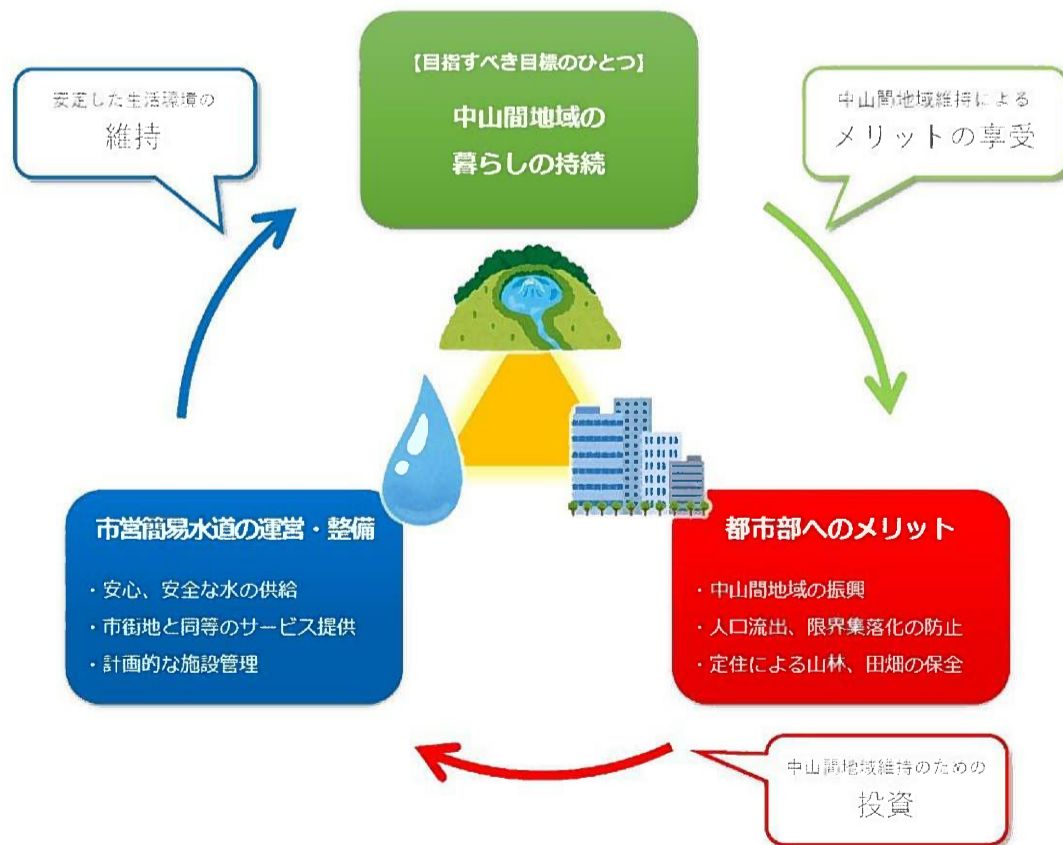 【目指すべき目標のひとつ】
中山間地域の
暮らしの持続
安定した生活環境の
維持
中山間地域維持による
メリットの享受
市営簡易水道の運営・整備
・安心、安全な水の供給
・市街地と同等のサービス提供
・計画的な施設管理
都市部へのメリット
・中山間地域の振興
・人口流出、限界集落化の防止
・定住による山林、田畑の保全
中山間地域維持のための
投資